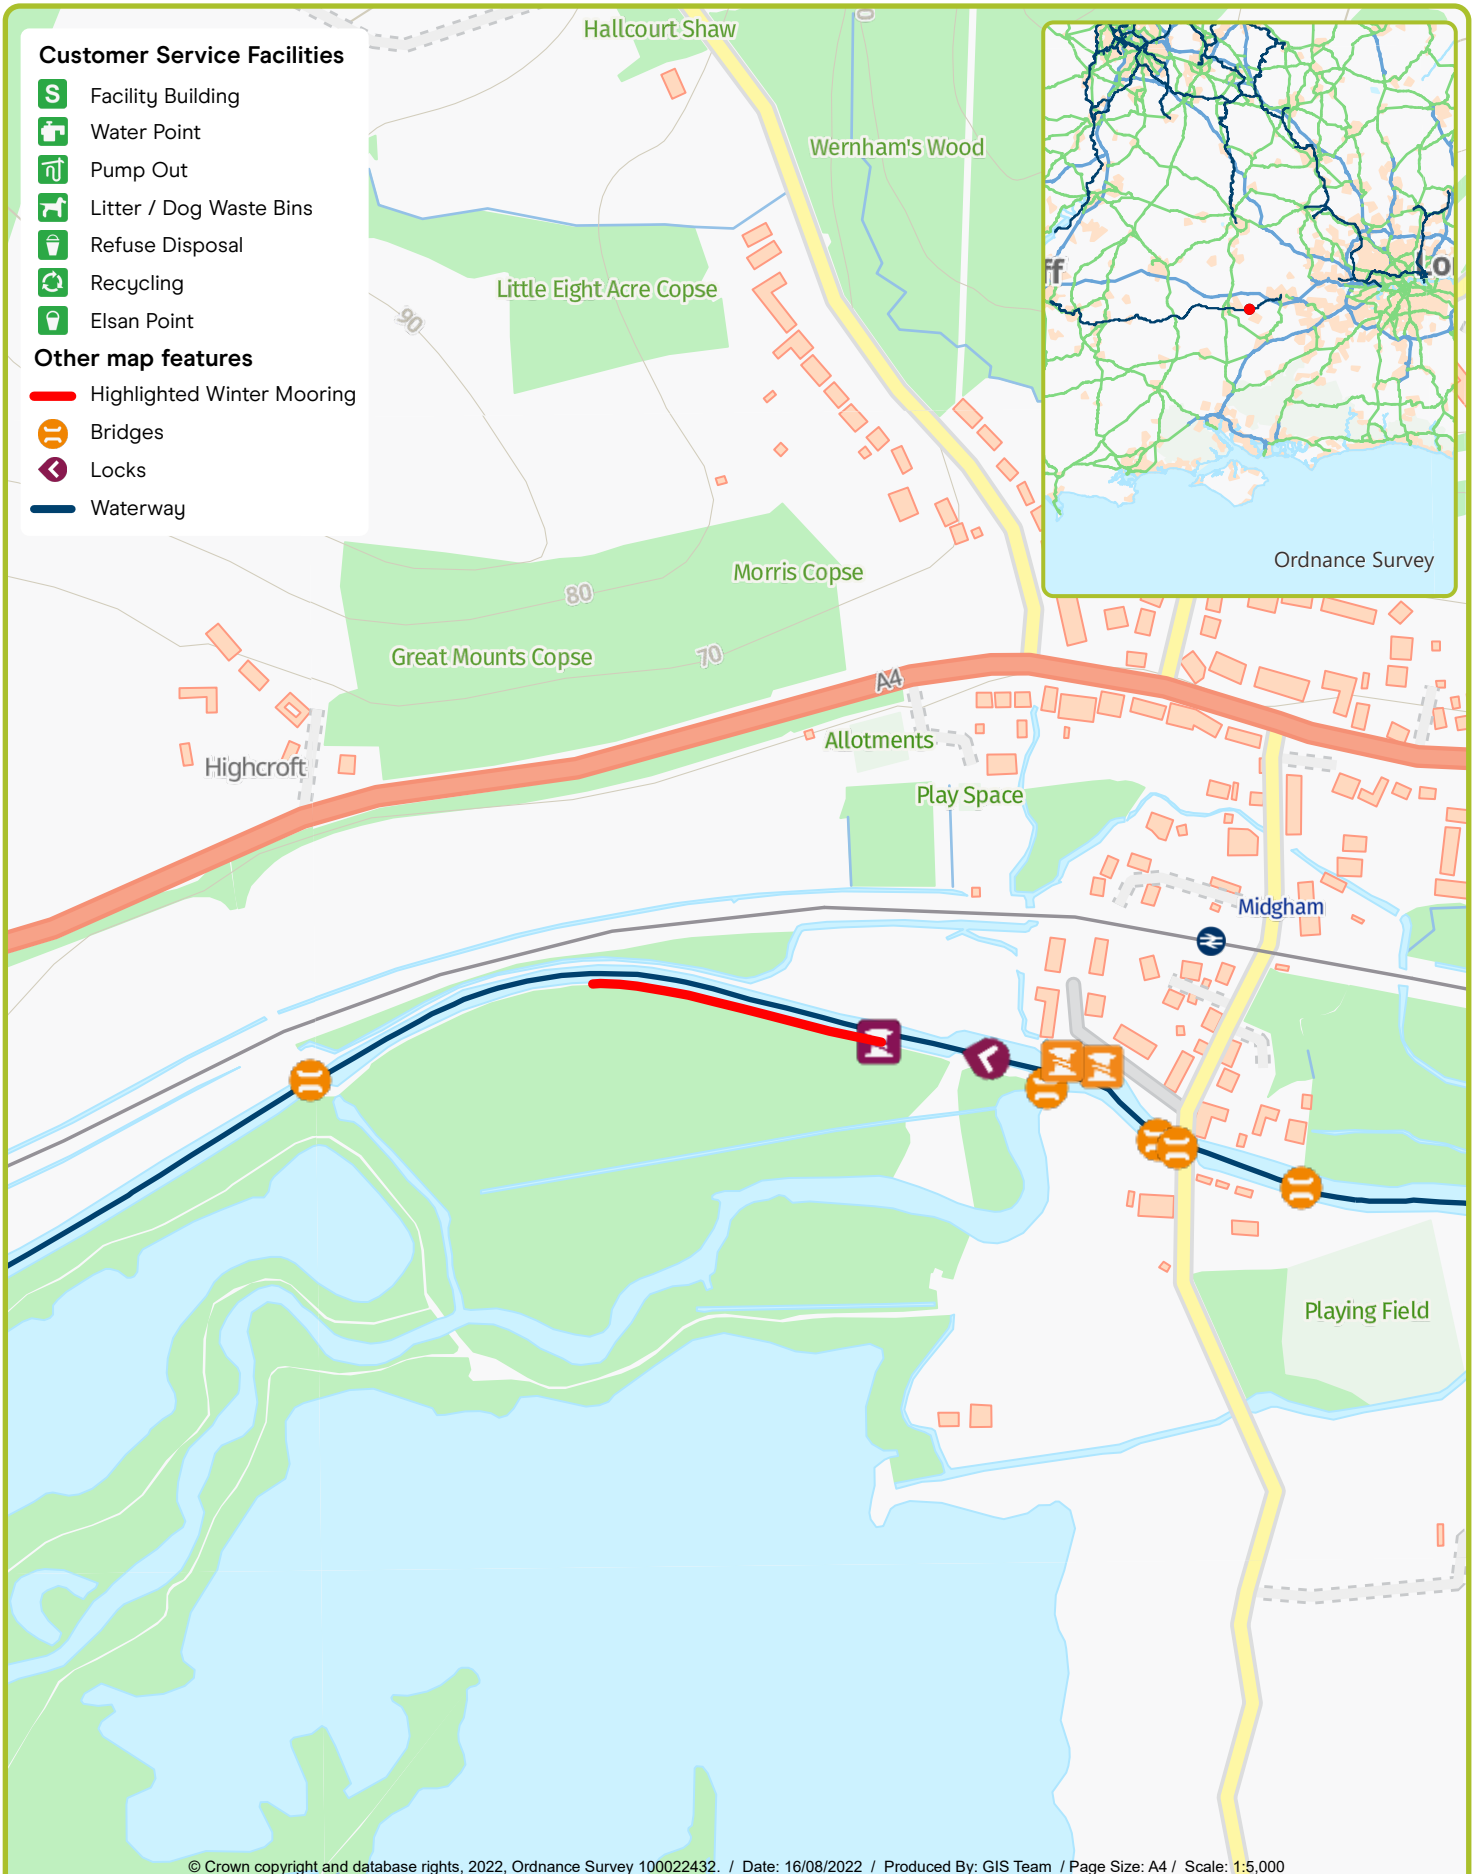 Customer Service Facilities
S Facility Building
Water Point
Pump Out
Litter / Dog Waste Bins
Refuse Disposal
Recycling
Elsan Point
Other map features
Highlighted Winter Mooring
Bridges
Locks
Waterway
Hallcourt Shaw
Wernham's Wood
Little Eight Acre Copse
90
ff
Lo
Ordnance Survey
Morris Copse
80
Great Mounts Copse
70
A4
Allotments
Highcroft
Play Space
Midgham
Playing Field
© Crown copyright and database rights, 2022, Ordnance Survey 100022432. / Date: 16/08/2022 / Produced By: GIS Team / Page Size: A4 / Scale: 1:5,000